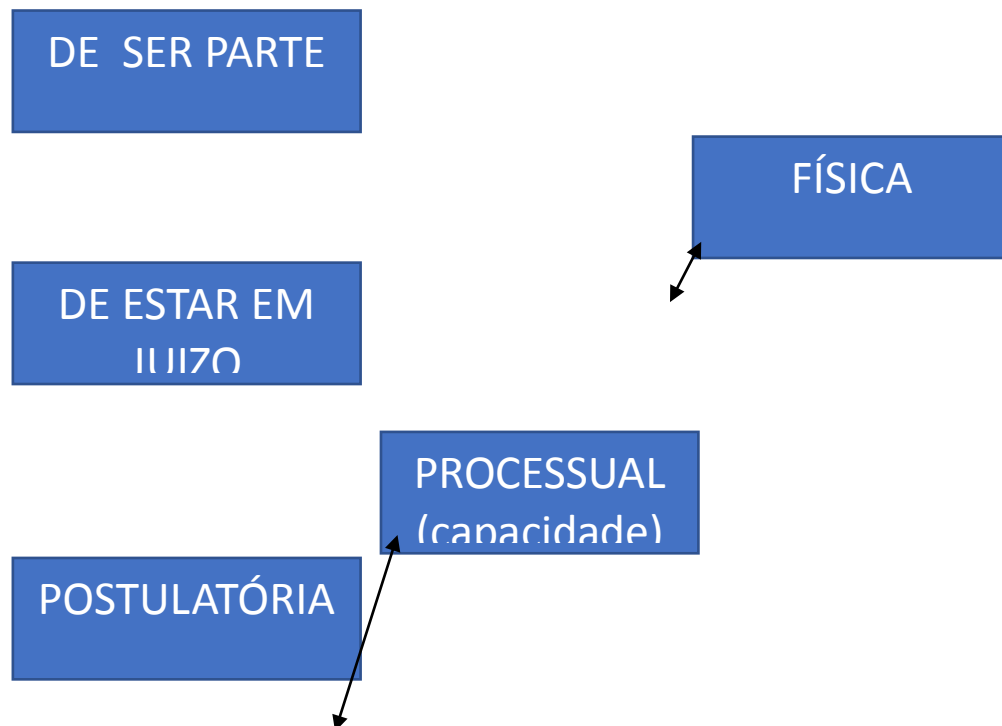 DE SER PARTE
FÍSICA
DE ESTAR EM
JUIZO
PROCESSUAL
(capacidade)
POSTULATÓRIA